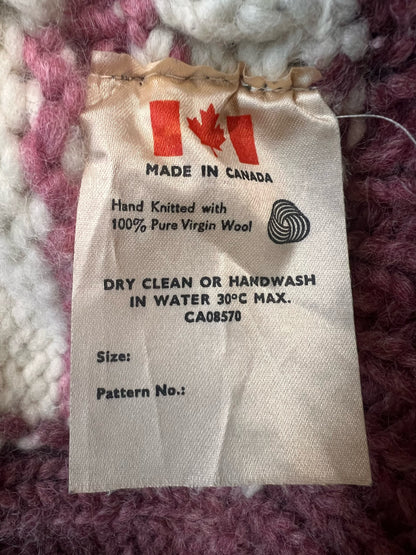 MADE IN CANADA
Hand Knitted with
100% Pure Virgin Wool
DRY CLEAN OR HANDWASH
IN WATER 30°C MAX.
CA08570
Size:
Pattern No.: